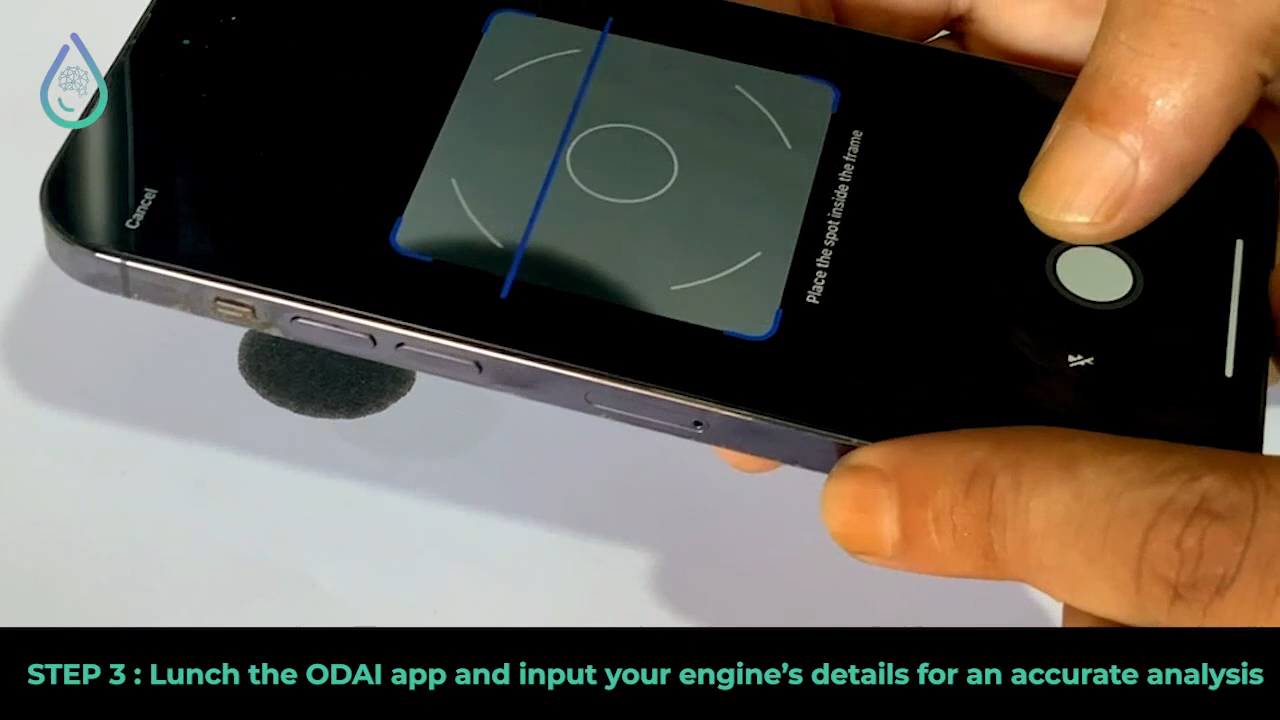 Cancel
Place the spot inside the frame
STEP 3 : Lunch the ODAI app and input your engine’s details for an accurate analysis